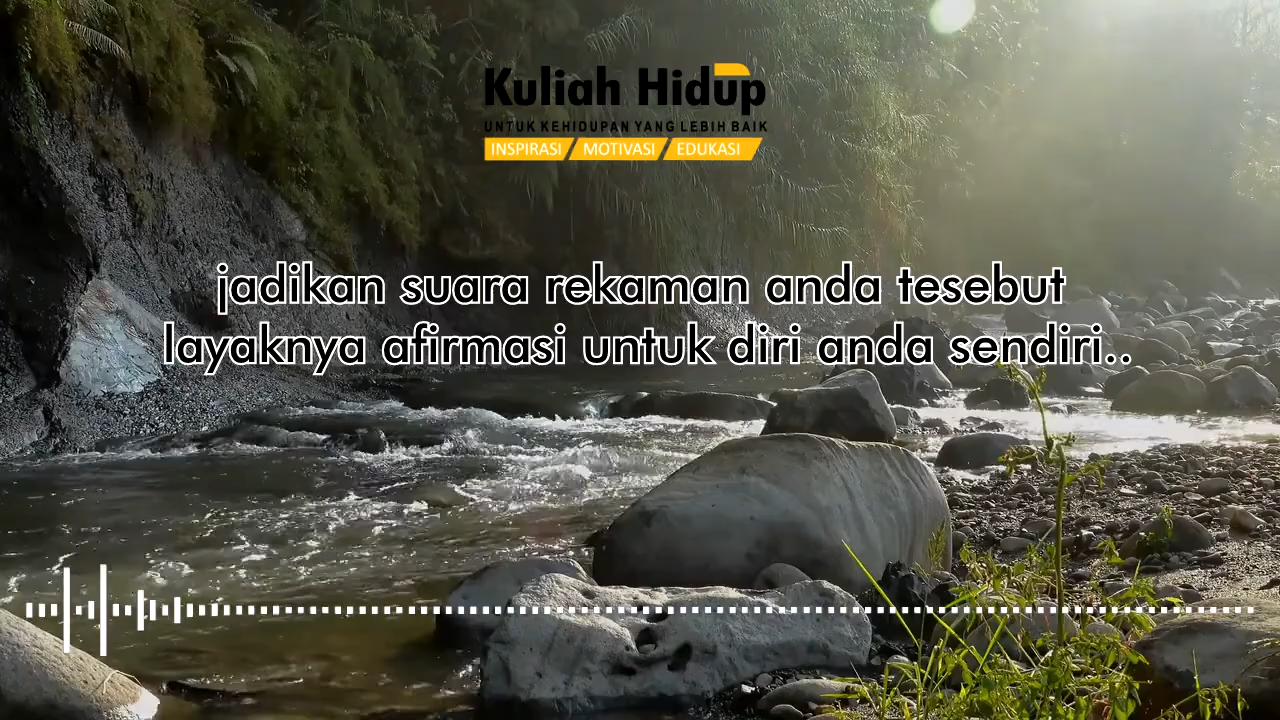 Kuliah Hidup
UNTUK KEHIDUPAN YANG LEBIH BAIK
INSPIRASI / MOTIVASI / EDUKASI
jadikan suara rekaman anda tesebut
layaknya afirmasi untuk diri anda sendiri..